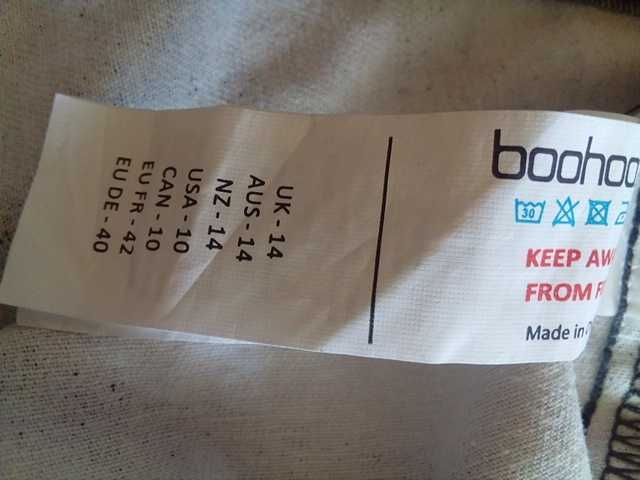 UK - 14
AUS - 14
NZ - 14
USA - 10
CAN - 10
EU FR - 42
EU DE - 40
boohoo
30
KEEP
FROM
Made in